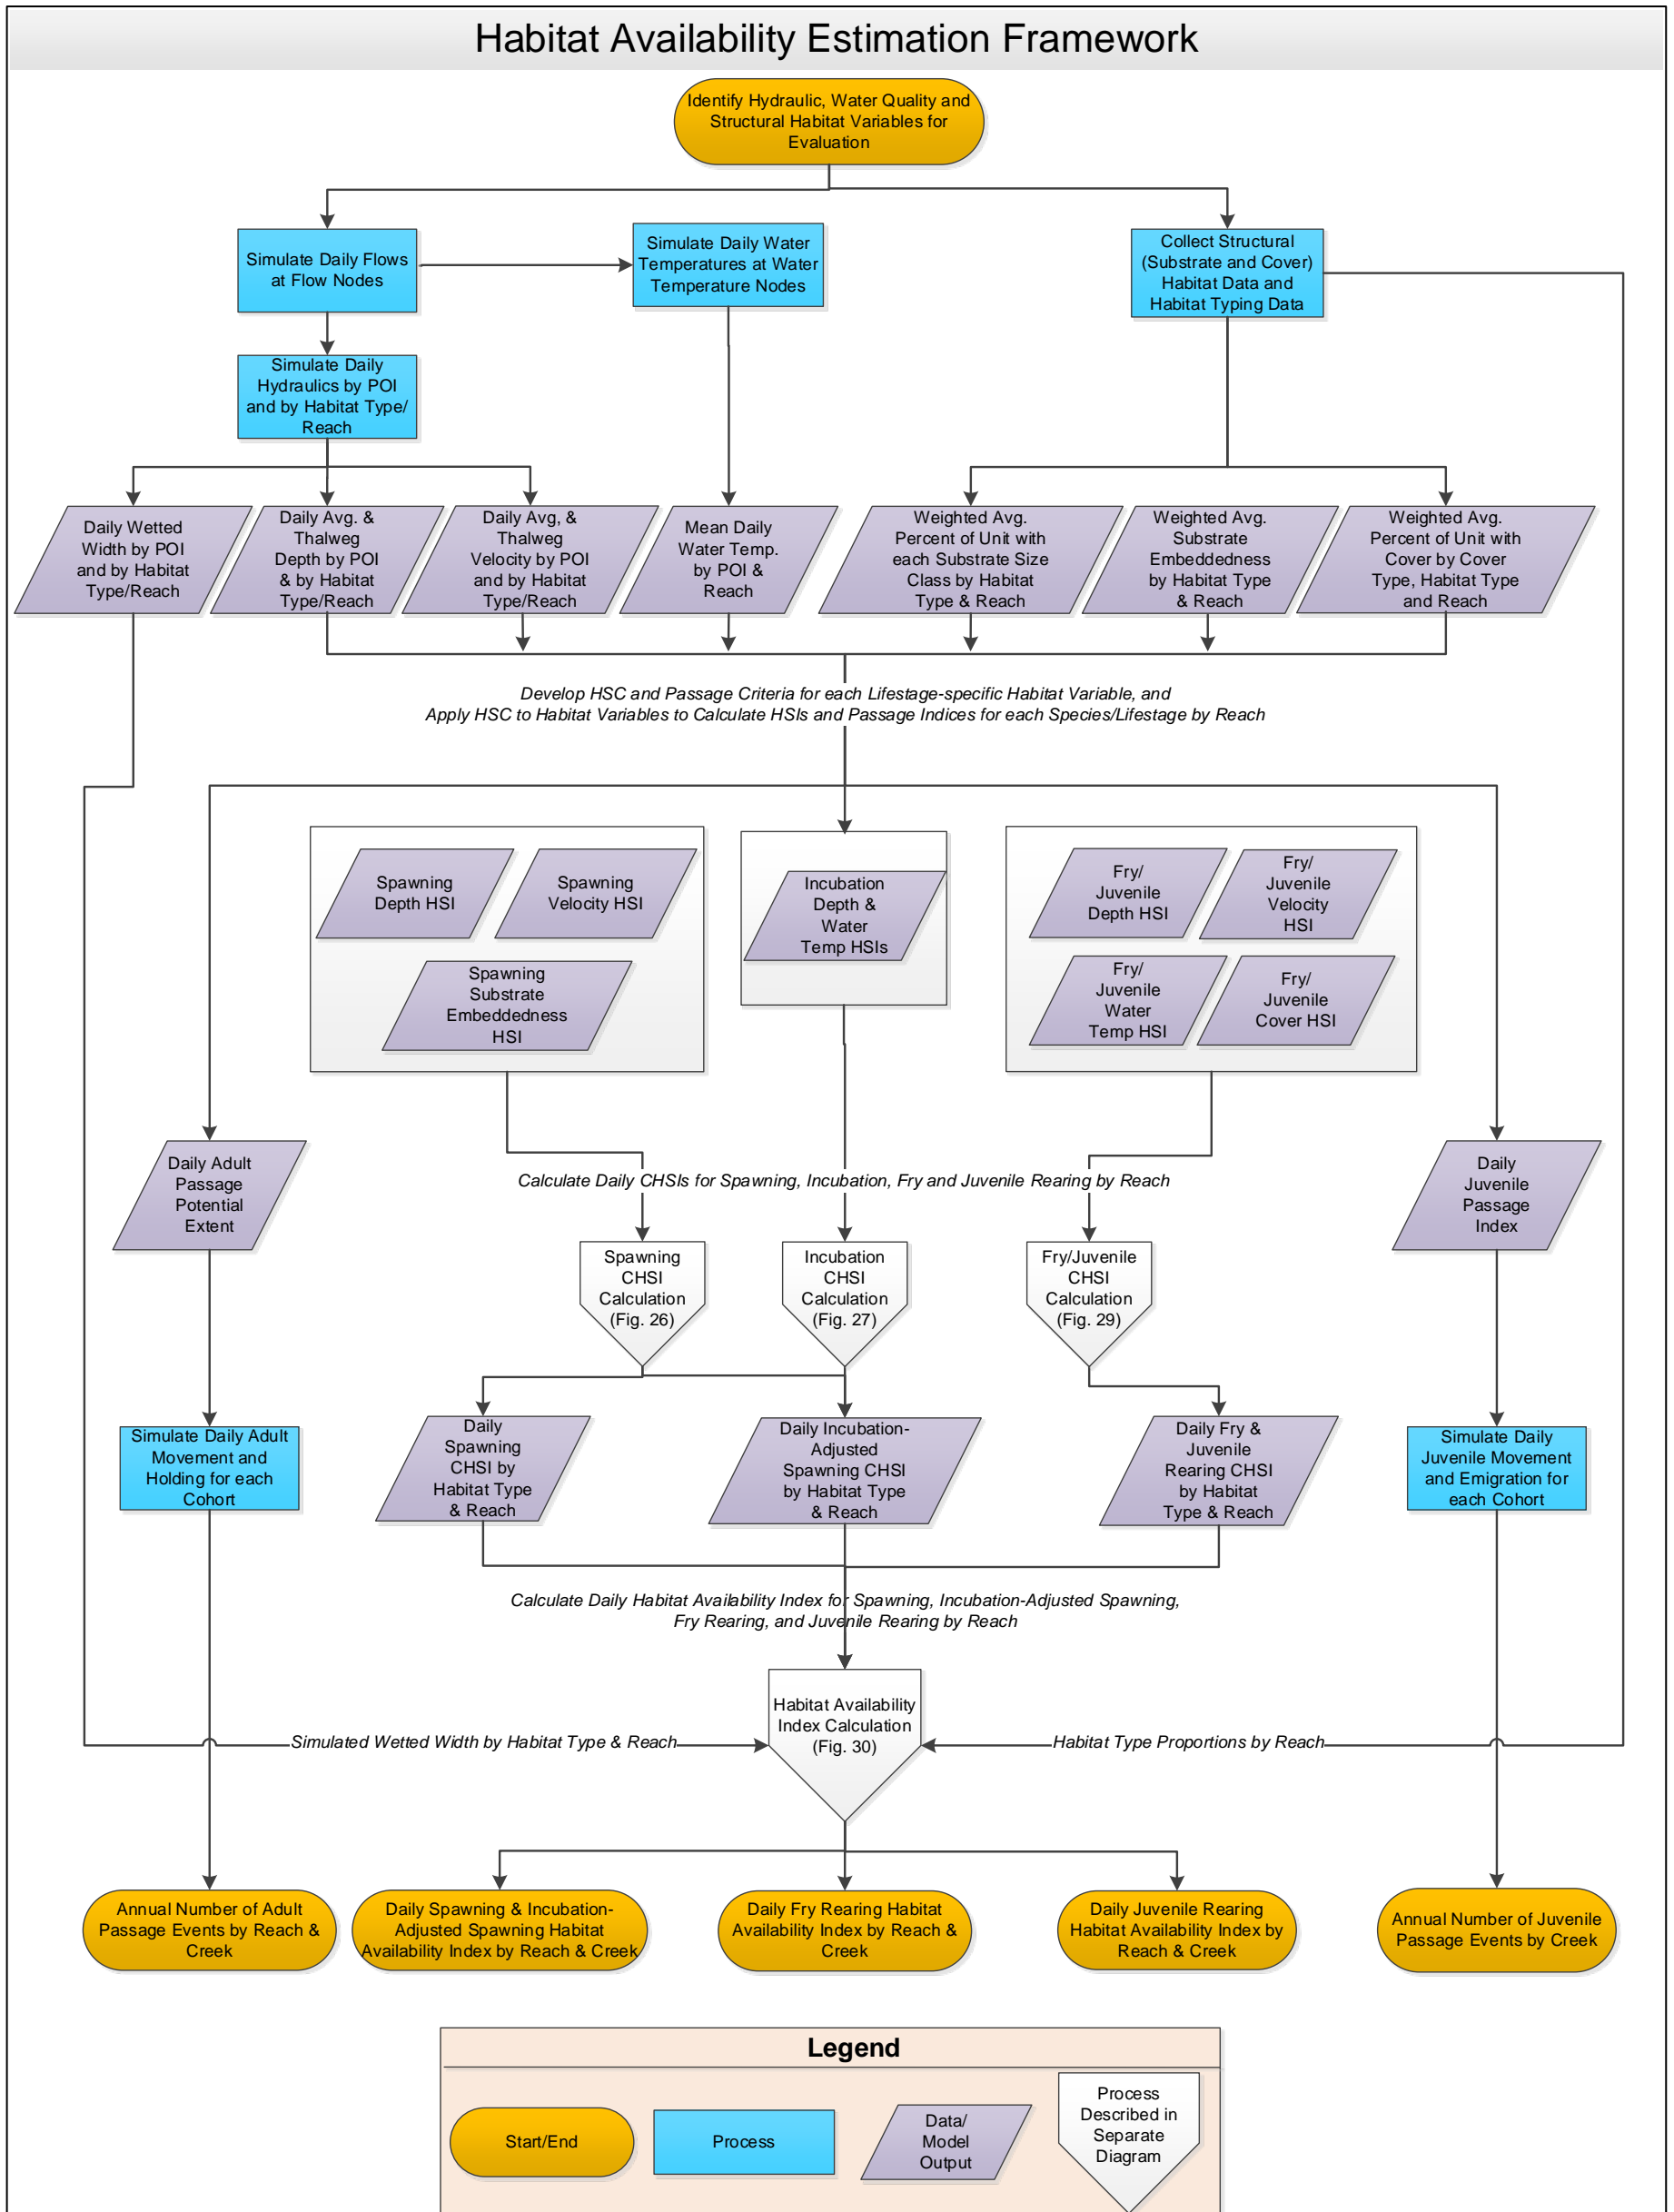 Habitat Availability Estimation Framework
Identify Hydraulic, Water Quality and
Structural Habitat Variables for
Evaluation
Simulate Daily Flows
at Flow Nodes
Simulate Daily Water
Temperatures at Water
Temperature Nodes
Collect Structural
(Substrate and Cover)
Habitat Data and
Habitat Typing Data
Simulate Daily
Hydraulics by POI
and by Habitat Type/
Reach
Daily Wetted
Width by POI
and by Habitat
Type/Reach
Daily Avg. &
Thalweg
Depth by POI
& by Habitat
Type/Reach
Daily Avg, &
Thalweg
Velocity by POI
and by Habitat
Type/Reach
Mean Daily
Water Temp.
by POI &
Reach
Weighted Avg.
Percent of Unit with
each Substrate Size
Class by Habitat
Type & Reach
Weighted Avg.
Substrate
Embeddedness
by Habitat Type
& Reach
Weighted Avg.
Percent of Unit with
Cover by Cover
Type, Habitat Type
and Reach
Develop HSC and Passage Criteria for each Lifestage-specific Habitat Variable, and
Apply HSC to Habitat Variables to Calculate HSIs and Passage Indices for each Species/Lifestage by Reach
Spawning
Depth HSI
Spawning
Velocity HSI
Spawning
Substrate
Embeddedness
HSI
Incubation
Depth &
Water
Temp HSIs
Fry/
Juvenile
Depth HSI
Fry/
Juvenile
Velocity
HSI
Fry/
Juvenile
Water
Temp HSI
Fry/
Juvenile
Cover HSI
Daily Adult
Passage
Potential
Extent
Calculate Daily CHSIs for Spawning, Incubation, Fry and Juvenile Rearing by Reach
Daily
Juvenile
Passage
Index
Spawning
CHSI
Calculation
(Fig. 26)
Incubation
CHSI
Calculation
(Fig. 27)
Fry/Juvenile
CHSI
Calculation
(Fig. 29)
Simulate Daily Adult
Movement and
Holding for each
Cohort
Daily
Spawning
CHSI by
Habitat Type
& Reach
Daily Incubation-
Adjusted
Spawning CHSI
by Habitat Type
& Reach
Daily Fry &
Juvenile
Rearing CHSI
by Habitat
Type & Reach
Simulate Daily
Juvenile Movement
and Emigration for
each Cohort
Calculate Daily Habitat Availability Index for Spawning, Incubation-Adjusted Spawning,
Fry Rearing, and Juvenile Rearing by Reach
Habitat Availability
Index Calculation
(Fig. 30)
Simulated Wetted Width by Habitat Type & Reach
Habitat Type Proportions by Reach
Annual Number of Adult
Passage Events by Reach &
Creek
Daily Spawning & Incubation-
Adjusted Spawning Habitat
Availability Index by Reach & Creek
Daily Fry Rearing Habitat
Availability Index by Reach &
Creek
Daily Juvenile Rearing
Habitat Availability Index by
Reach & Creek
Annual Number of Juvenile
Passage Events by Creek
Legend
Start/End
Process
Data/
Model
Output
Process
Described in
Separate
Diagram